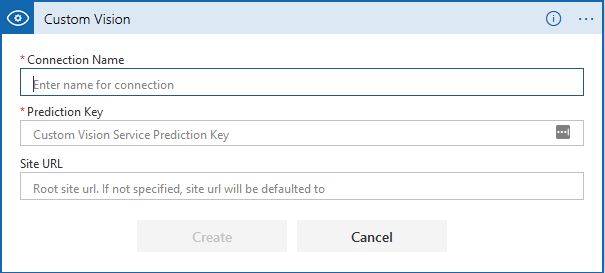 Custom Vision
* Connection Name
Enter name for connection
* Prediction Key
Custom Vision Service Prediction Key
Site URL
Root site url. If not specified, site url will be defaulted to
Create Cancel